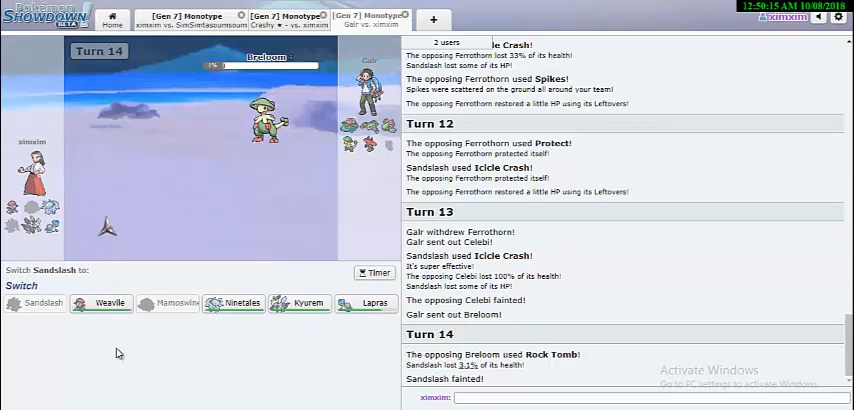 Pokémon
SHOWDOWN
BETA
Home
[Gen 7] Monotype
ximxim vs. SimSimtasoumsoum
[Gen 7] Monotype
Crashy ★ - vs. ximxim
[Gen 7] Monotype
Galr vs. ximxim
+
12:50:15 AM 10/08/2018
ximxim
Turn 14
Breloom
1%
Galr
ximxim
Switch Sandslash to:
Timer
Switch
Sandslash
Weavile
Mamoswine
Ninetales
Kyurem
Lapras
2 users
le Crash!
The opposing Ferrothorn lost 33% of its health!
Sandslash lost some of its HP!
The opposing Ferrothorn used Spikes!
Spikes were scattered on the ground all around your team!
The opposing Ferrothorn restored a little HP using its Leftovers!
Turn 12
The opposing Ferrothorn used Protect!
The opposing Ferrothorn protected itself!
Sandslash used Icicle Crash!
The opposing Ferrothorn protected itself!
The opposing Ferrothorn restored a little HP using its Leftovers!
Turn 13
Galr withdrew Ferrothorn!
Galr sent out Celebi!
Sandslash used Icicle Crash!
It's super effective!
The opposing Celebi lost 100% of its health!
Sandslash lost some of its HP!
The opposing Celebi fainted!
Galr sent out Breloom!
Turn 14
The opposing Breloom used Rock Tomb!
Sandslash lost 3.1% of its health!
Sandslash fainted!
Activate Windows
Go to PC settings to activate Windows.
ximxim: